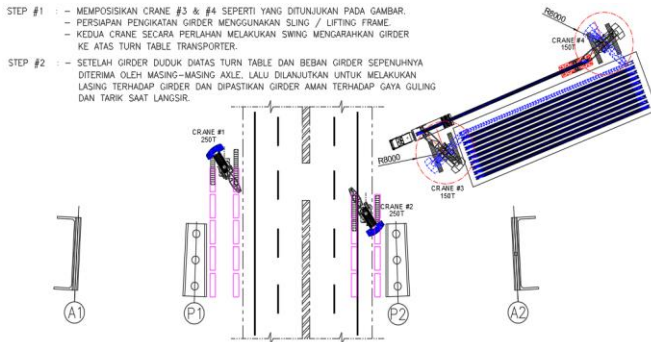 STEP #1 : – MEMPOSISIKAN CRANE #3 & #4 SEPERTI YANG DITUNJUKAN PADA GAMBAR.
– PERSIAPAN PENGIKATAN GIRDER MENGGUNAKAN SLING / LIFTING FRAME.
– KEDUA CRANE SECARA PERLAHAN MELAKUKAN SWING MENGARAHKAN GIRDER
KE ATAS TURN TABLE TRANSPORTER.
STEP #2 : – SETELAH GIRDER DUDUK DIATAS TURN TABLE DAN BEBAN GIRDER SEPENUHNYA
DITERIMA OLEH MASING–MASING AXLE, LALU DILANJUTKAN UNTUK MELAKUKAN
LASING TERHADAP GIRDER DAN DIPASTIKAN GIRDER AMAN TERHADAP GAYA GULING
DAN TARIK SAAT LANGSIR.
R6000
CRANE #4
150T
R8000
CRANE #3
150T
CRANE #1
250T
CRANE #2
250T
A1
P1
P2
A2